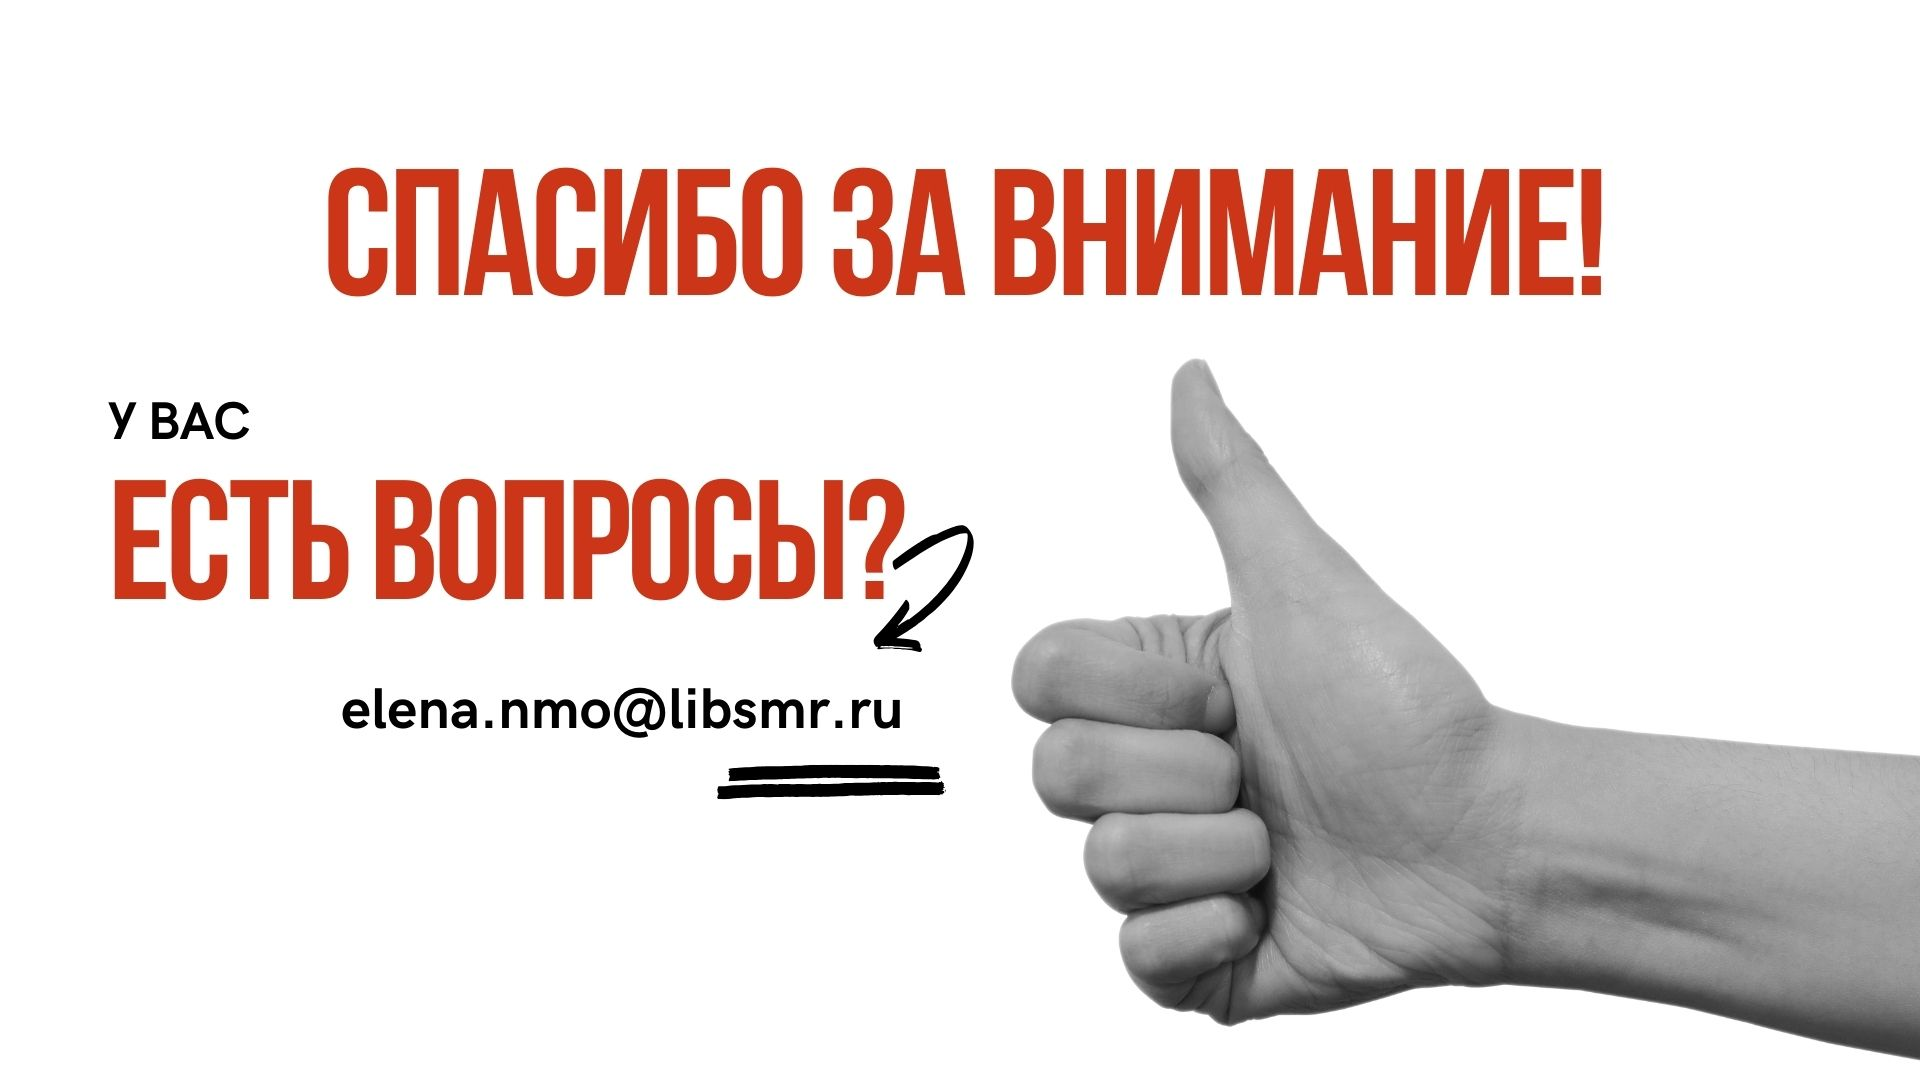 СПАСИБО ЗА ВНИМАНИЕ!
У ВАС
ЕСТЬ ВОПРОСЫ?
elena.nmo@libsmr.ru